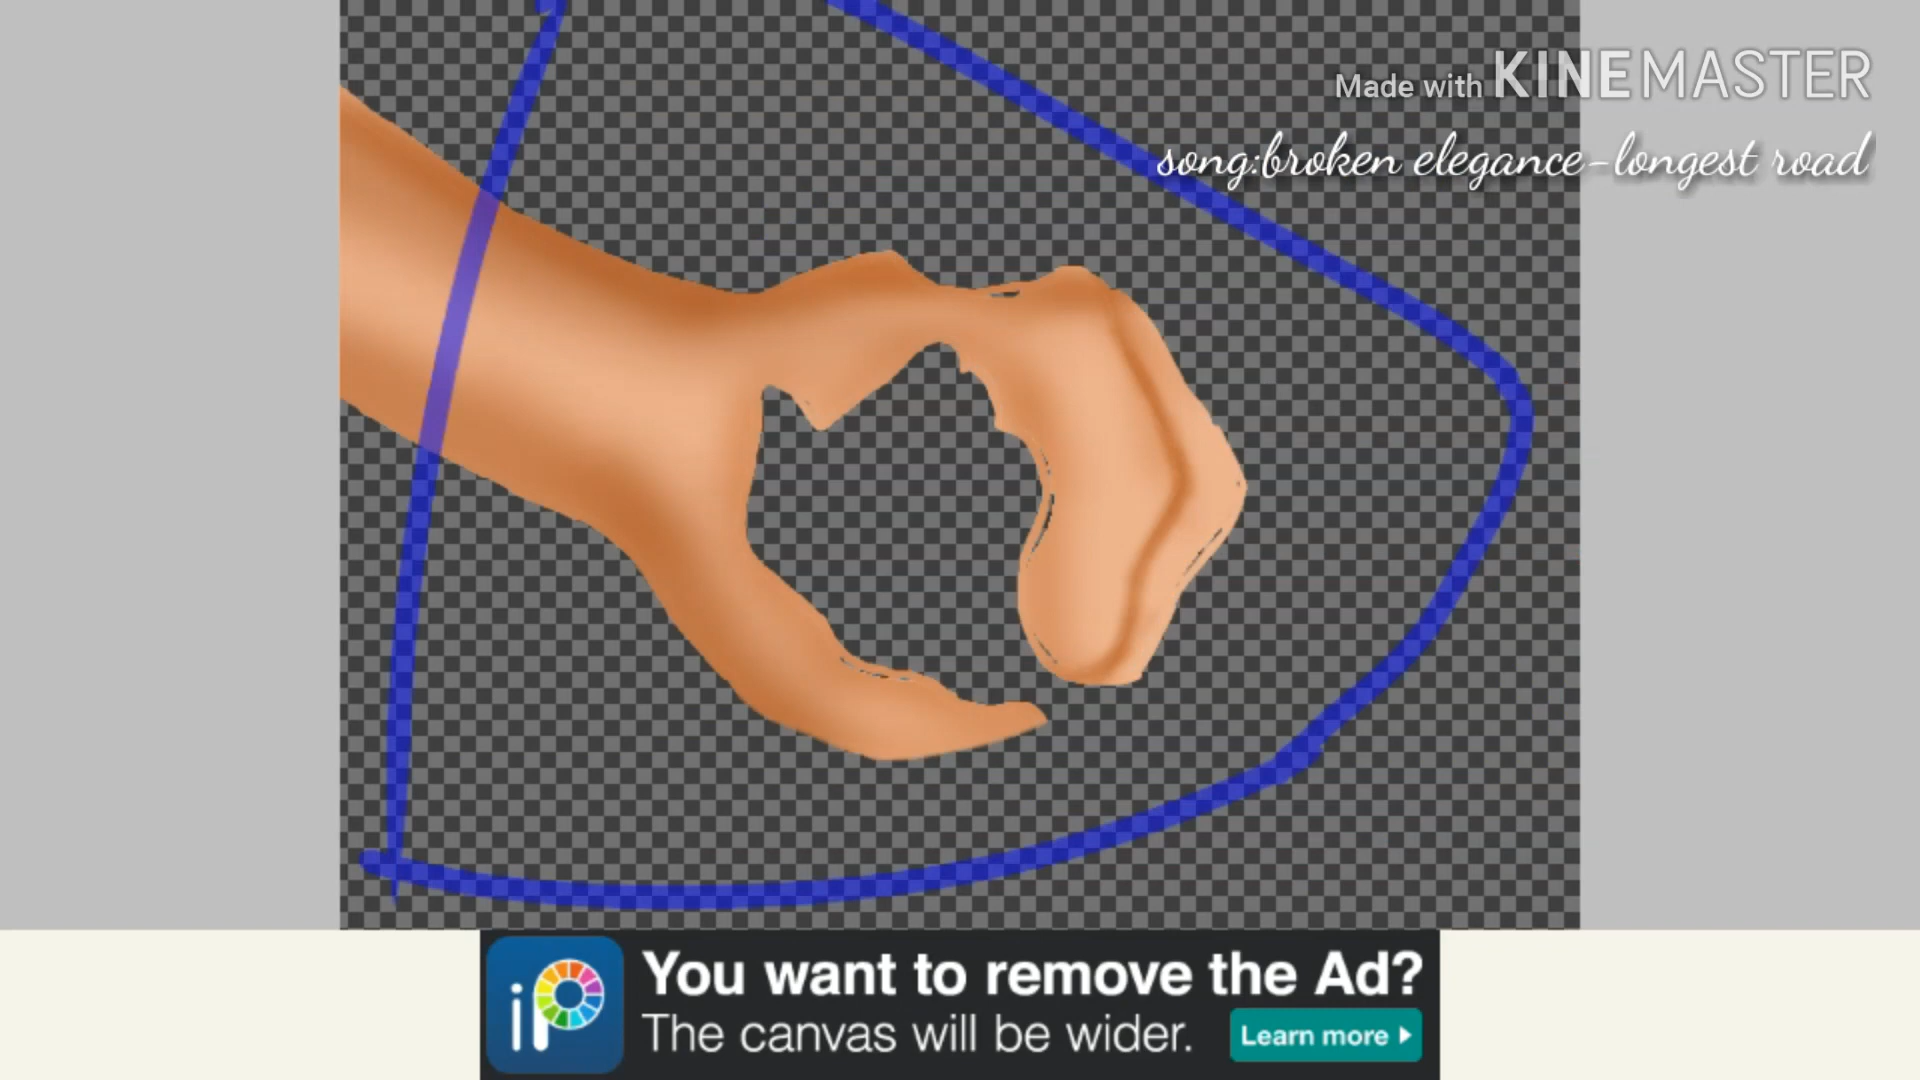 Made with KINEMASTER
song:broken elegance-longest road
iP
You want to remove the Ad?
The canvas will be wider.
Learn more